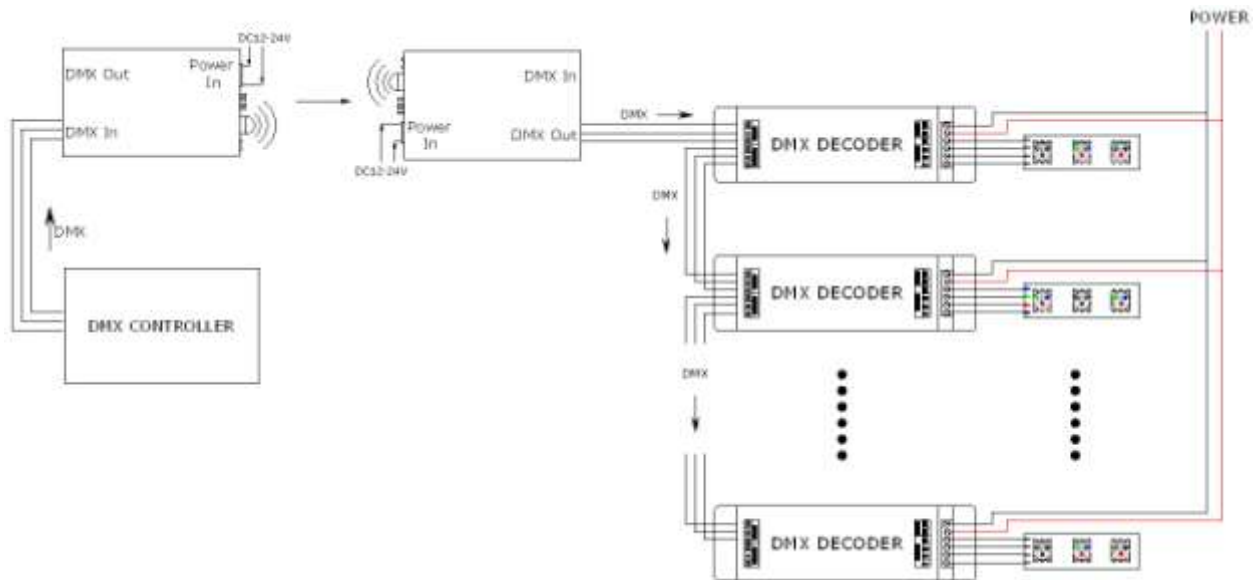 POWER
DC12-24V
DMX Out
Power
In
DMX In
DMX In
Power
In
DMX Out
DC12-24V
DMX
DMX DECODER
DMX
DMX
DMX CONTROLLER
DMX DECODER
DMX
DMX DECODER